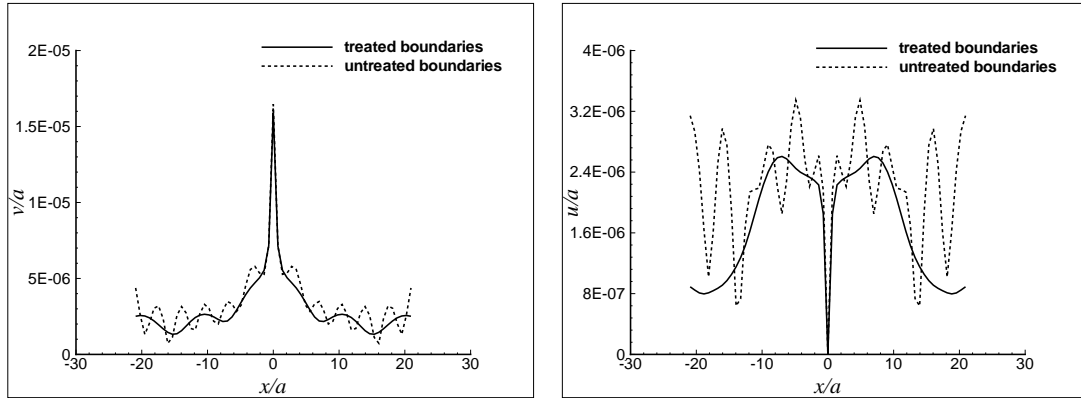 treated boundaries
untreated boundaries
2E-05
1.5E-05
1E-05
5E-06
0
v/a
-30 -20 -10 0 10 20 30
x/a
treated boundaries
untreated boundaries
4E-06
3.2E-06
2.4E-06
1.6E-06
8E-07
0
u/a
-30 -20 -10 0 10 20 30
x/a